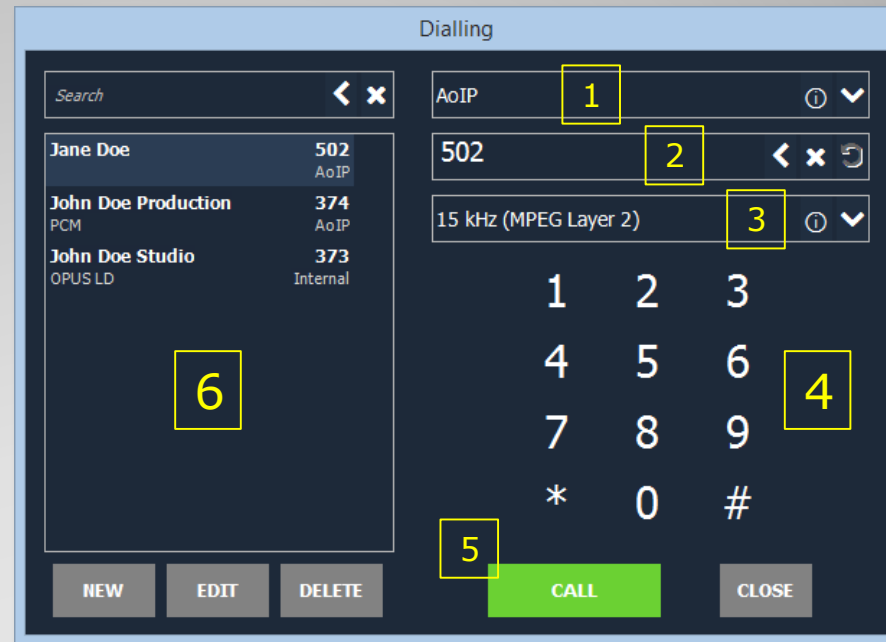 Dialling
Search
Jane Doe 502
AoIP
John Doe Production 374
PCM AoIP
John Doe Studio 373
OPUS LD Internal
6
NEW EDIT DELETE
AoIP 1
502 2
15 kHz (MPEG Layer 2) 3
1 2 3
4 5 6
4
7 8 9
* 0 #
5
CALL CLOSE